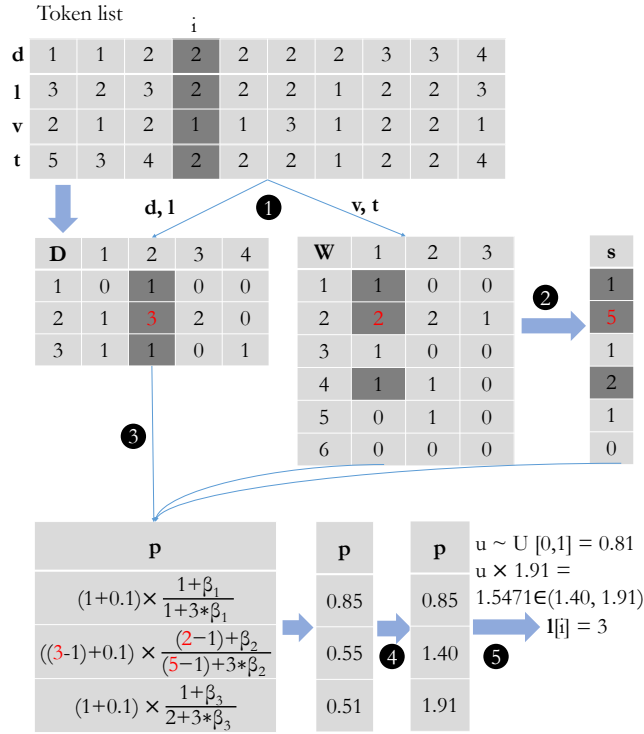 Token list
i
d 1 1 2 2 2 2 2 3 3 4
l 3 2 3 2 2 2 1 2 2 3
v 2 1 2 1 1 3 1 2 2 1
t 5 3 4 2 2 2 1 2 2 4
d, l ❶ v, t
D 1 2 3 4
1 0 1 0 0
2 1 3 2 0
3 1 1 0 1
W 1 2 3
1 1 0 0
2 2 2 1
3 1 0 0
4 1 1 0
5 0 1 0
6 0 0 0
❷
s
1
5
1
2
1
0
❸
p
(1+0.1) × (1+β₁)/(1+3*β₁)
((3-1)+0.1) × ((2−1)+β₂)/((5−1)+3*β₂)
(1+0.1) × (1+β₃)/(2+3*β₃)
p
0.85
0.55
0.51
❹
p
0.85
1.40
1.91
❺
u ~ U [0,1] = 0.81
u × 1.91 =
1.5471∈(1.40, 1.91)
l[i] = 3